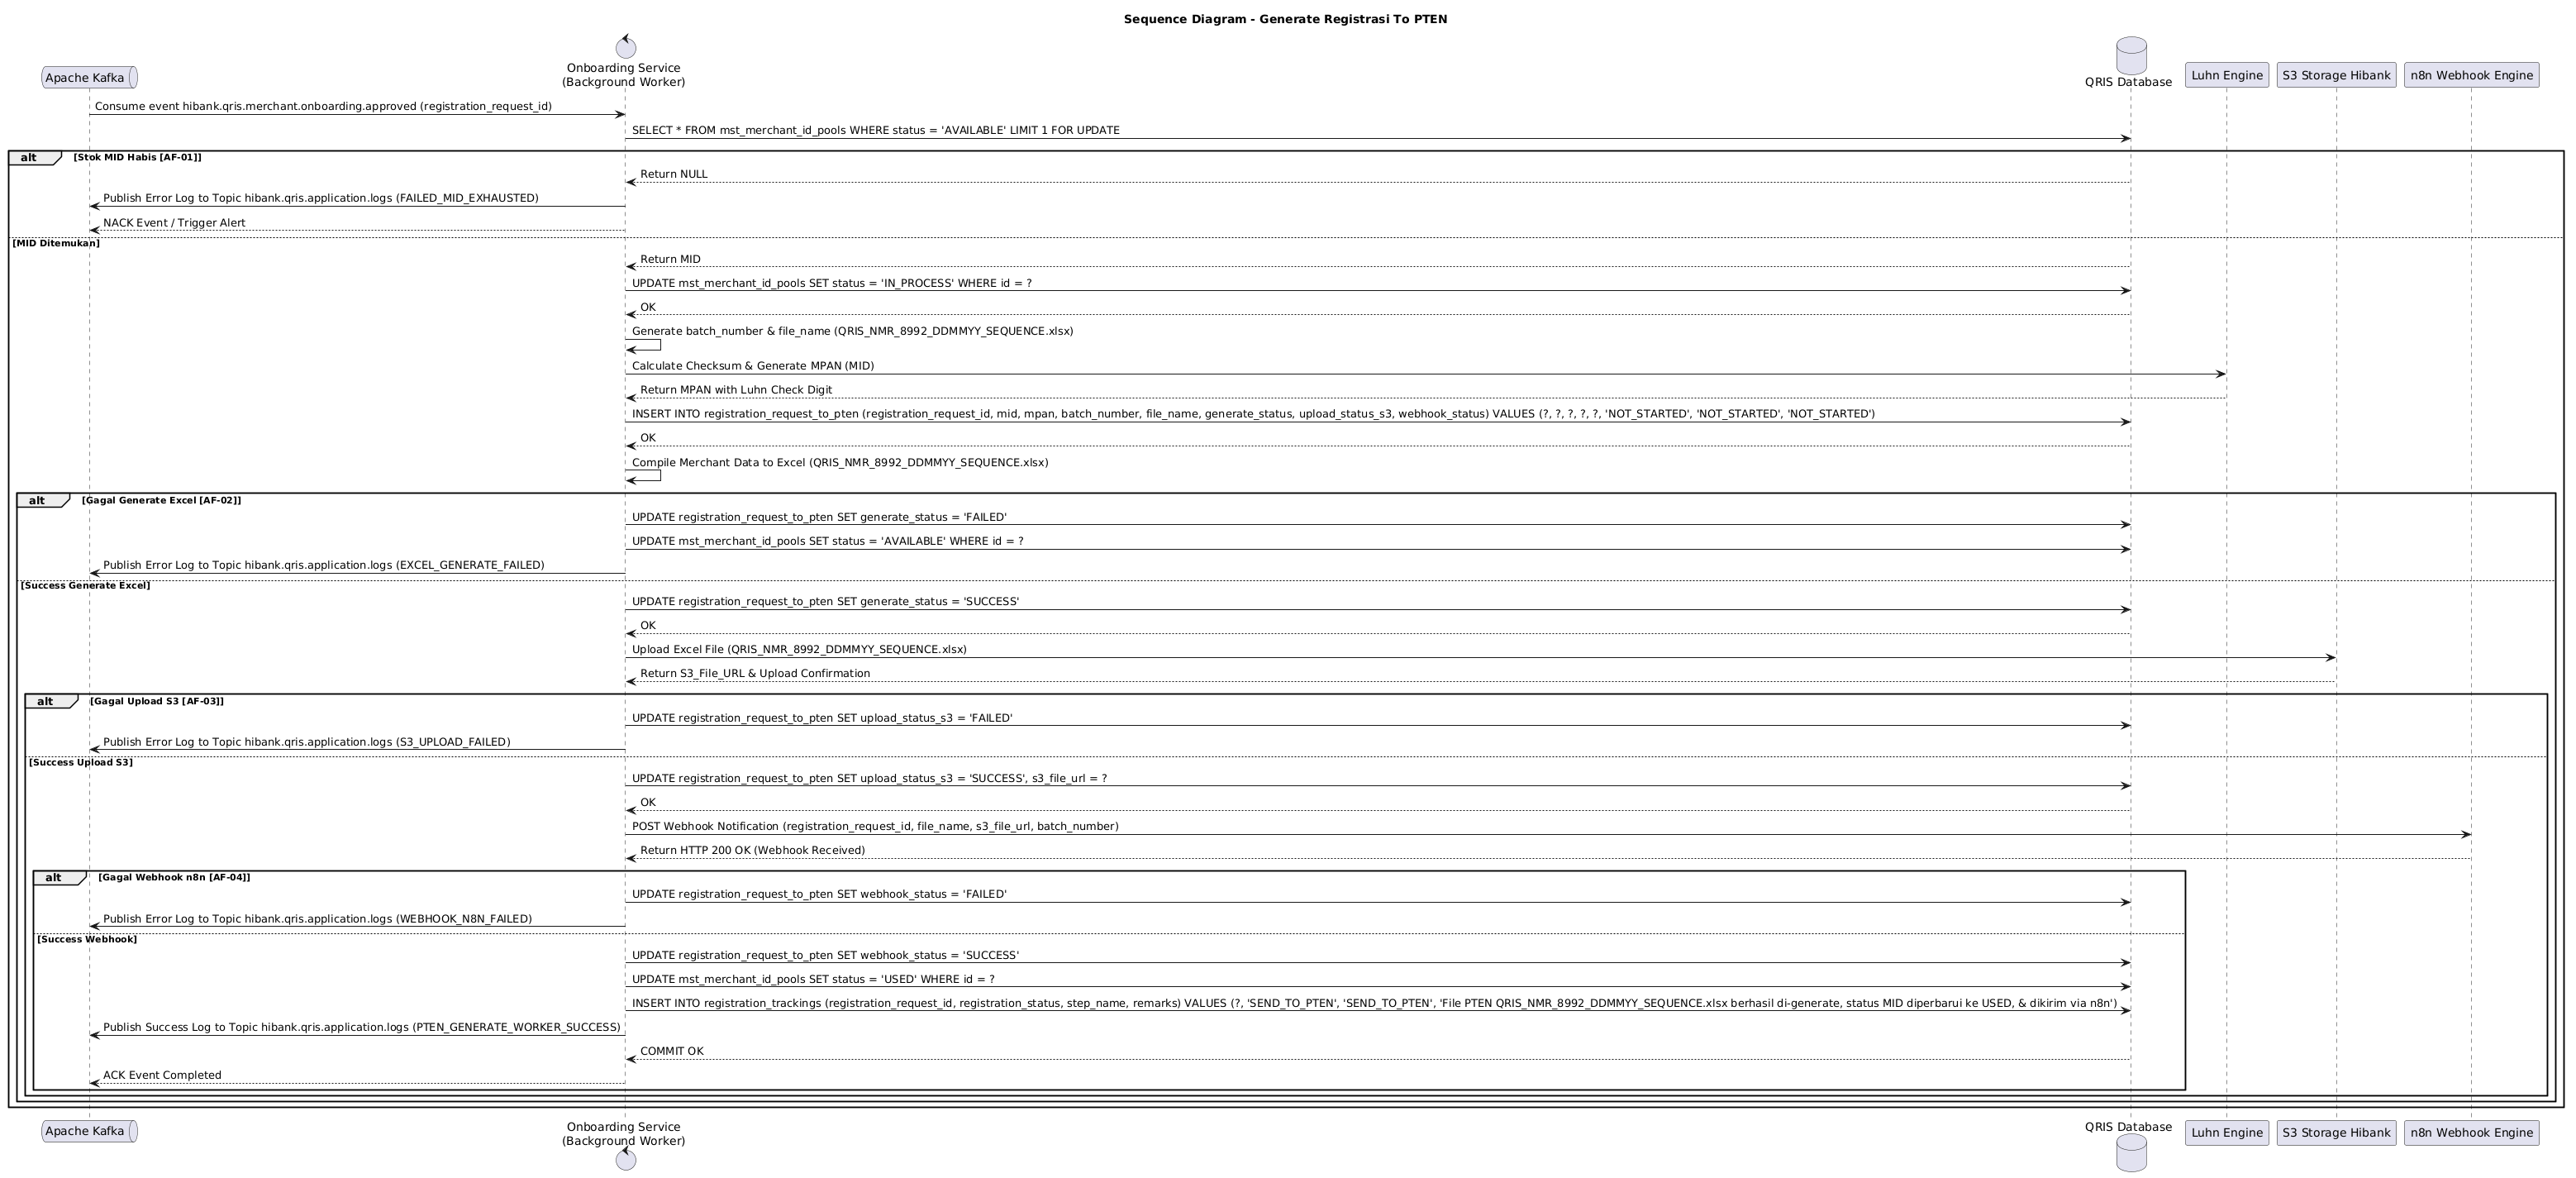 Sequence Diagram - Generate Registrasi To PTEN
Apache Kafka
Onboarding Service
(Background Worker)
QRIS Database
Luhn Engine
S3 Storage Hibank
n8n Webhook Engine
Consume event hibank.qris.merchant.onboarding.approved (registration_request_id)
SELECT * FROM mst_merchant_id_pools WHERE status = 'AVAILABLE' LIMIT 1 FOR UPDATE
alt
[Stok MID Habis [AF-01]]
Return NULL
Publish Error Log to Topic hibank.qris.application.logs (FAILED_MID_EXHAUSTED)
NACK Event / Trigger Alert
[MID Ditemukan]
Return MID
UPDATE mst_merchant_id_pools SET status = 'IN_PROCESS' WHERE id = ?
OK
Generate batch_number & file_name (QRIS_NMR_8992_DDMMYY_SEQUENCE.xlsx)
Calculate Checksum & Generate MPAN (MID)
Return MPAN with Luhn Check Digit
INSERT INTO registration_request_to_pten (registration_request_id, mid, mpan, batch_number, file_name, generate_status, upload_status_s3, webhook_status) VALUES (?, ?, ?, ?, ?, 'NOT_STARTED', 'NOT_STARTED', 'NOT_STARTED')
OK
Compile Merchant Data to Excel (QRIS_NMR_8992_DDMMYY_SEQUENCE.xlsx)
alt
[Gagal Generate Excel [AF-02]]
UPDATE registration_request_to_pten SET generate_status = 'FAILED'
UPDATE mst_merchant_id_pools SET status = 'AVAILABLE' WHERE id = ?
Publish Error Log to Topic hibank.qris.application.logs (EXCEL_GENERATE_FAILED)
[Success Generate Excel]
UPDATE registration_request_to_pten SET generate_status = 'SUCCESS'
OK
Upload Excel File (QRIS_NMR_8992_DDMMYY_SEQUENCE.xlsx)
Return S3_File_URL & Upload Confirmation
alt
[Gagal Upload S3 [AF-03]]
UPDATE registration_request_to_pten SET upload_status_s3 = 'FAILED'
Publish Error Log to Topic hibank.qris.application.logs (S3_UPLOAD_FAILED)
[Success Upload S3]
UPDATE registration_request_to_pten SET upload_status_s3 = 'SUCCESS', s3_file_url = ?
OK
POST Webhook Notification (registration_request_id, file_name, s3_file_url, batch_number)
Return HTTP 200 OK (Webhook Received)
alt
[Gagal Webhook n8n [AF-04]]
UPDATE registration_request_to_pten SET webhook_status = 'FAILED'
Publish Error Log to Topic hibank.qris.application.logs (WEBHOOK_N8N_FAILED)
[Success Webhook]
UPDATE registration_request_to_pten SET webhook_status = 'SUCCESS'
UPDATE mst_merchant_id_pools SET status = 'USED' WHERE id = ?
INSERT INTO registration_trackings (registration_request_id, registration_status, step_name, remarks) VALUES (?, 'SEND_TO_PTEN', 'SEND_TO_PTEN', 'File PTEN QRIS_NMR_8992_DDMMYY_SEQUENCE.xlsx berhasil di-generate, status MID diperbarui ke USED, & dikirim via n8n')
Publish Success Log to Topic hibank.qris.application.logs (PTEN_GENERATE_WORKER_SUCCESS)
COMMIT OK
ACK Event Completed
Apache Kafka
Onboarding Service
(Background Worker)
QRIS Database
Luhn Engine
S3 Storage Hibank
n8n Webhook Engine